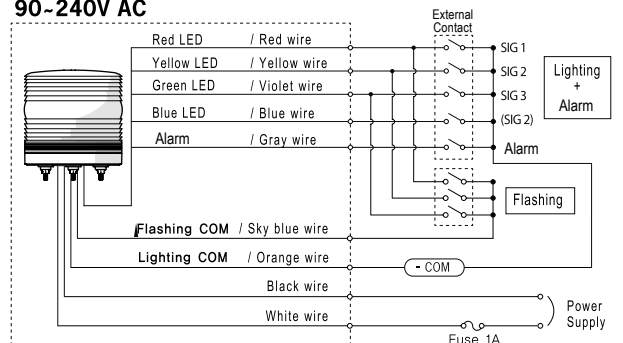 90~240V AC
External
Contact
Red LED / Red wire
SIG 1
Yellow LED / Yellow wire
SIG 2
Green LED / Violet wire
SIG 3
Blue LED / Blue wire
(SIG 2)
Alarm / Gray wire
Alarm
Lighting
+
Alarm
Flashing
Flashing COM / Sky blue wire
Lighting COM / Orange wire
- COM
Black wire
White wire
Power
Supply
Fuse 1A